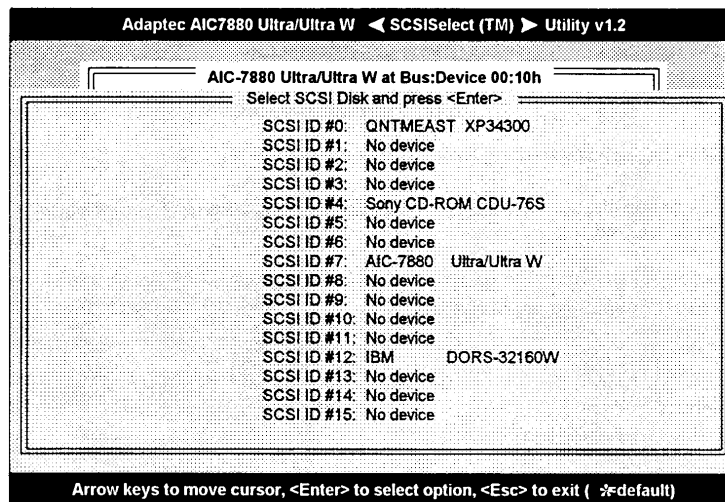 Adaptec AIC7880 Ultra/Ultra W ◄ SCSISelect (TM) ► Utility v1.2
AIC-7880 Ultra/Ultra W at Bus:Device 00:10h
Select SCSI Disk and press <Enter>
SCSI ID #0: QNTMEAST XP34300
SCSI ID #1: No device
SCSI ID #2: No device
SCSI ID #3: No device
SCSI ID #4: Sony CD-ROM CDU-76S
SCSI ID #5: No device
SCSI ID #6: No device
SCSI ID #7: AIC-7880 Ultra/Ultra W
SCSI ID #8: No device
SCSI ID #9: No device
SCSI ID #10: No device
SCSI ID #11: No device
SCSI ID #12: IBM DORS-32160W
SCSI ID #13: No device
SCSI ID #14: No device
SCSI ID #15: No device
Arrow keys to move cursor, <Enter> to select option, <Esc> to exit ( *=default)